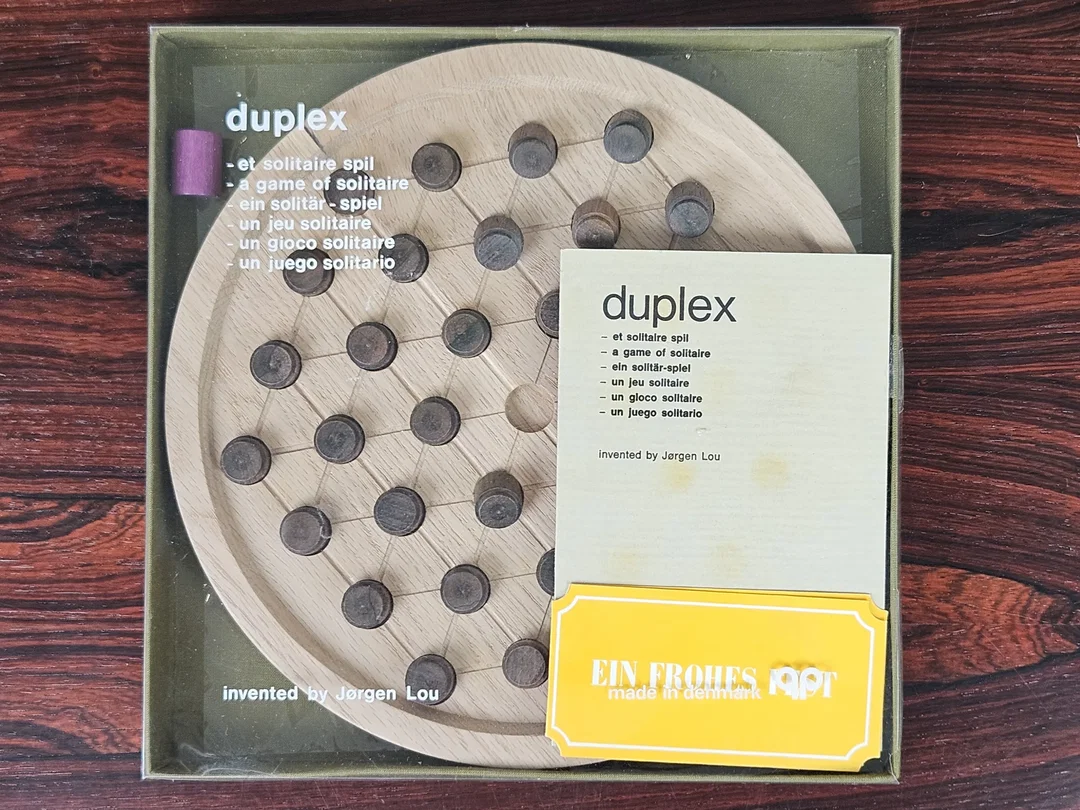 duplex
- et solitaire spil
- a game of solitaire
- ein solitär-spiel
- un jeu solitaire
- un gioco solitaire
- un juego solitario
duplex
– et solitaire spil
– a game of solitaire
– ein solitär-spiel
– un jeu solitaire
– un gioco solitaire
– un juego solitario
invented by Jørgen Lou
EIN FROHES
made in denmark
invented by Jørgen Lou